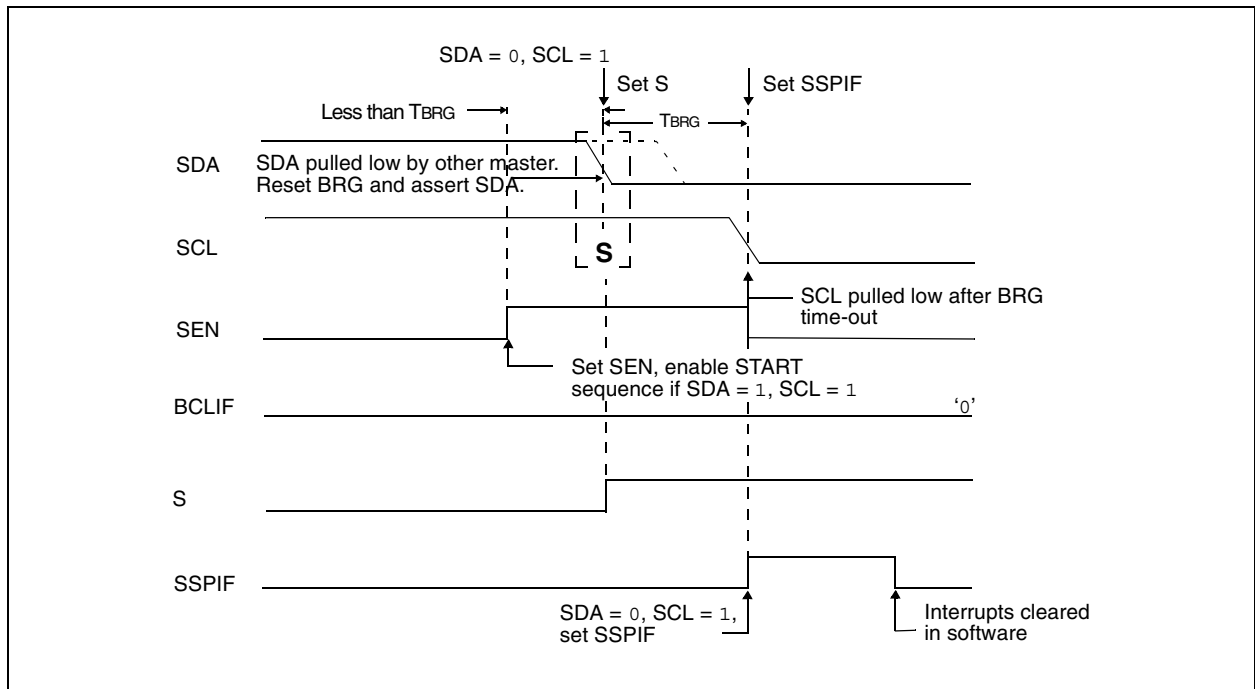 SDA = 0, SCL = 1
Set S
Set SSPIF
Less than TBRG
TBRG
SDA
SDA pulled low by other master.
Reset BRG and assert SDA.
SCL
S
SCL pulled low after BRG
time-out
SEN
Set SEN, enable START
sequence if SDA = 1, SCL = 1
BCLIF
‘0’
S
SSPIF
SDA = 0, SCL = 1,
set SSPIF
Interrupts cleared
in software